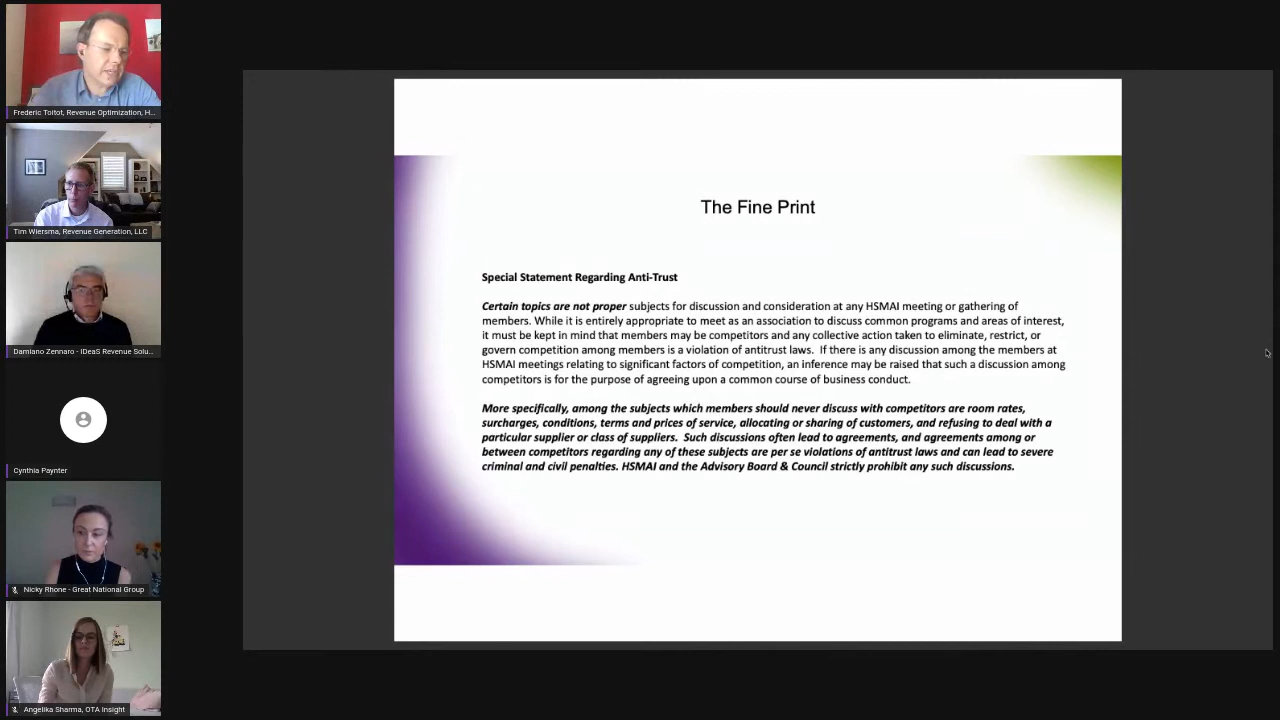 Frederic Toitot, Revenue Optimization, H...
Tim Wiersma, Revenue Generation, LLC
Damiano Zennaro - IDeaS Revenue Solu...
Cynthia Paynter
Nicky Rhone - Great National Group
Angelika Sharma, OTA Insight
The Fine Print
Special Statement Regarding Anti-Trust
Certain topics are not proper subjects for discussion and consideration at any HSMAI meeting or gathering of
members. While it is entirely appropriate to meet as an association to discuss common programs and areas of interest,
it must be kept in mind that members may be competitors and any collective action taken to eliminate, restrict, or
govern competition among members is a violation of antitrust laws. If there is any discussion among the members at
HSMAI meetings relating to significant factors of competition, an inference may be raised that such a discussion among
competitors is for the purpose of agreeing upon a common course of business conduct.
More specifically, among the subjects which members should never discuss with competitors are room rates,
surcharges, conditions, terms and prices of service, allocating or sharing of customers, and refusing to deal with a
particular supplier or class of suppliers. Such discussions often lead to agreements, and agreements among or
between competitors regarding any of these subjects are per se violations of antitrust laws and can lead to severe
criminal and civil penalties. HSMAI and the Advisory Board & Council strictly prohibit any such discussions.